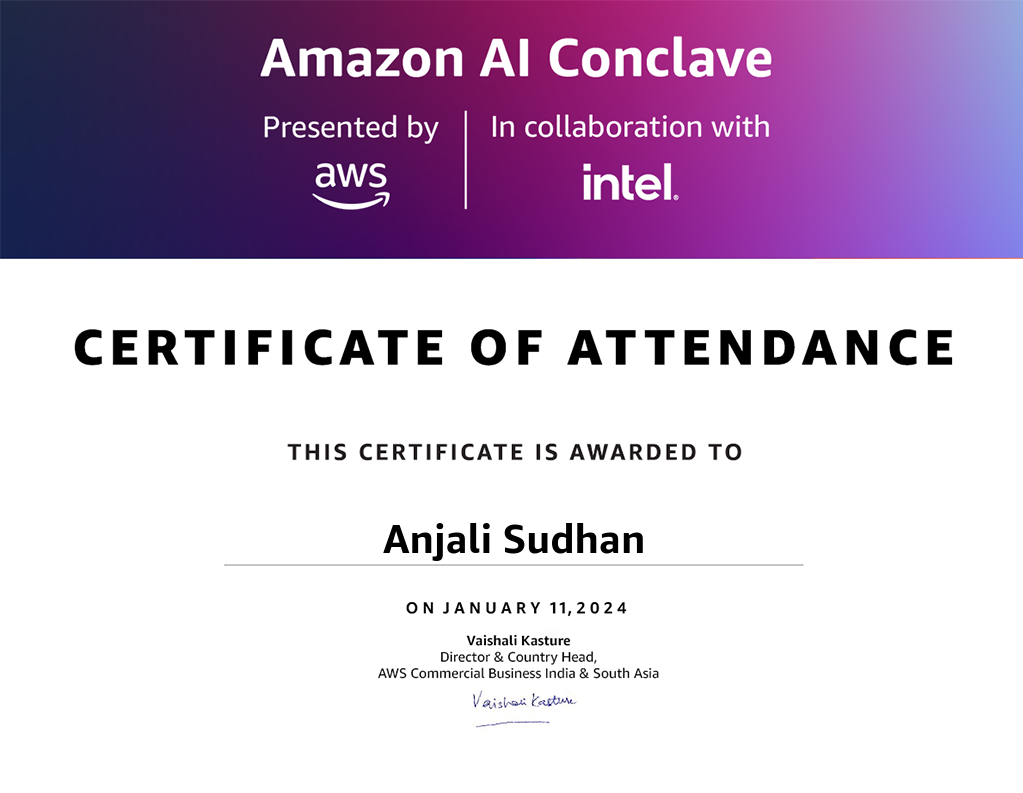 Amazon AI Conclave
Presented by
In collaboration with
aws
intel.
CERTIFICATE OF ATTENDANCE
THIS CERTIFICATE IS AWARDED TO
Anjali Sudhan
ON JANUARY 11, 2024
Vaishali Kasture
Director & Country Head,
AWS Commercial Business India & South Asia
Vaishali Kasture